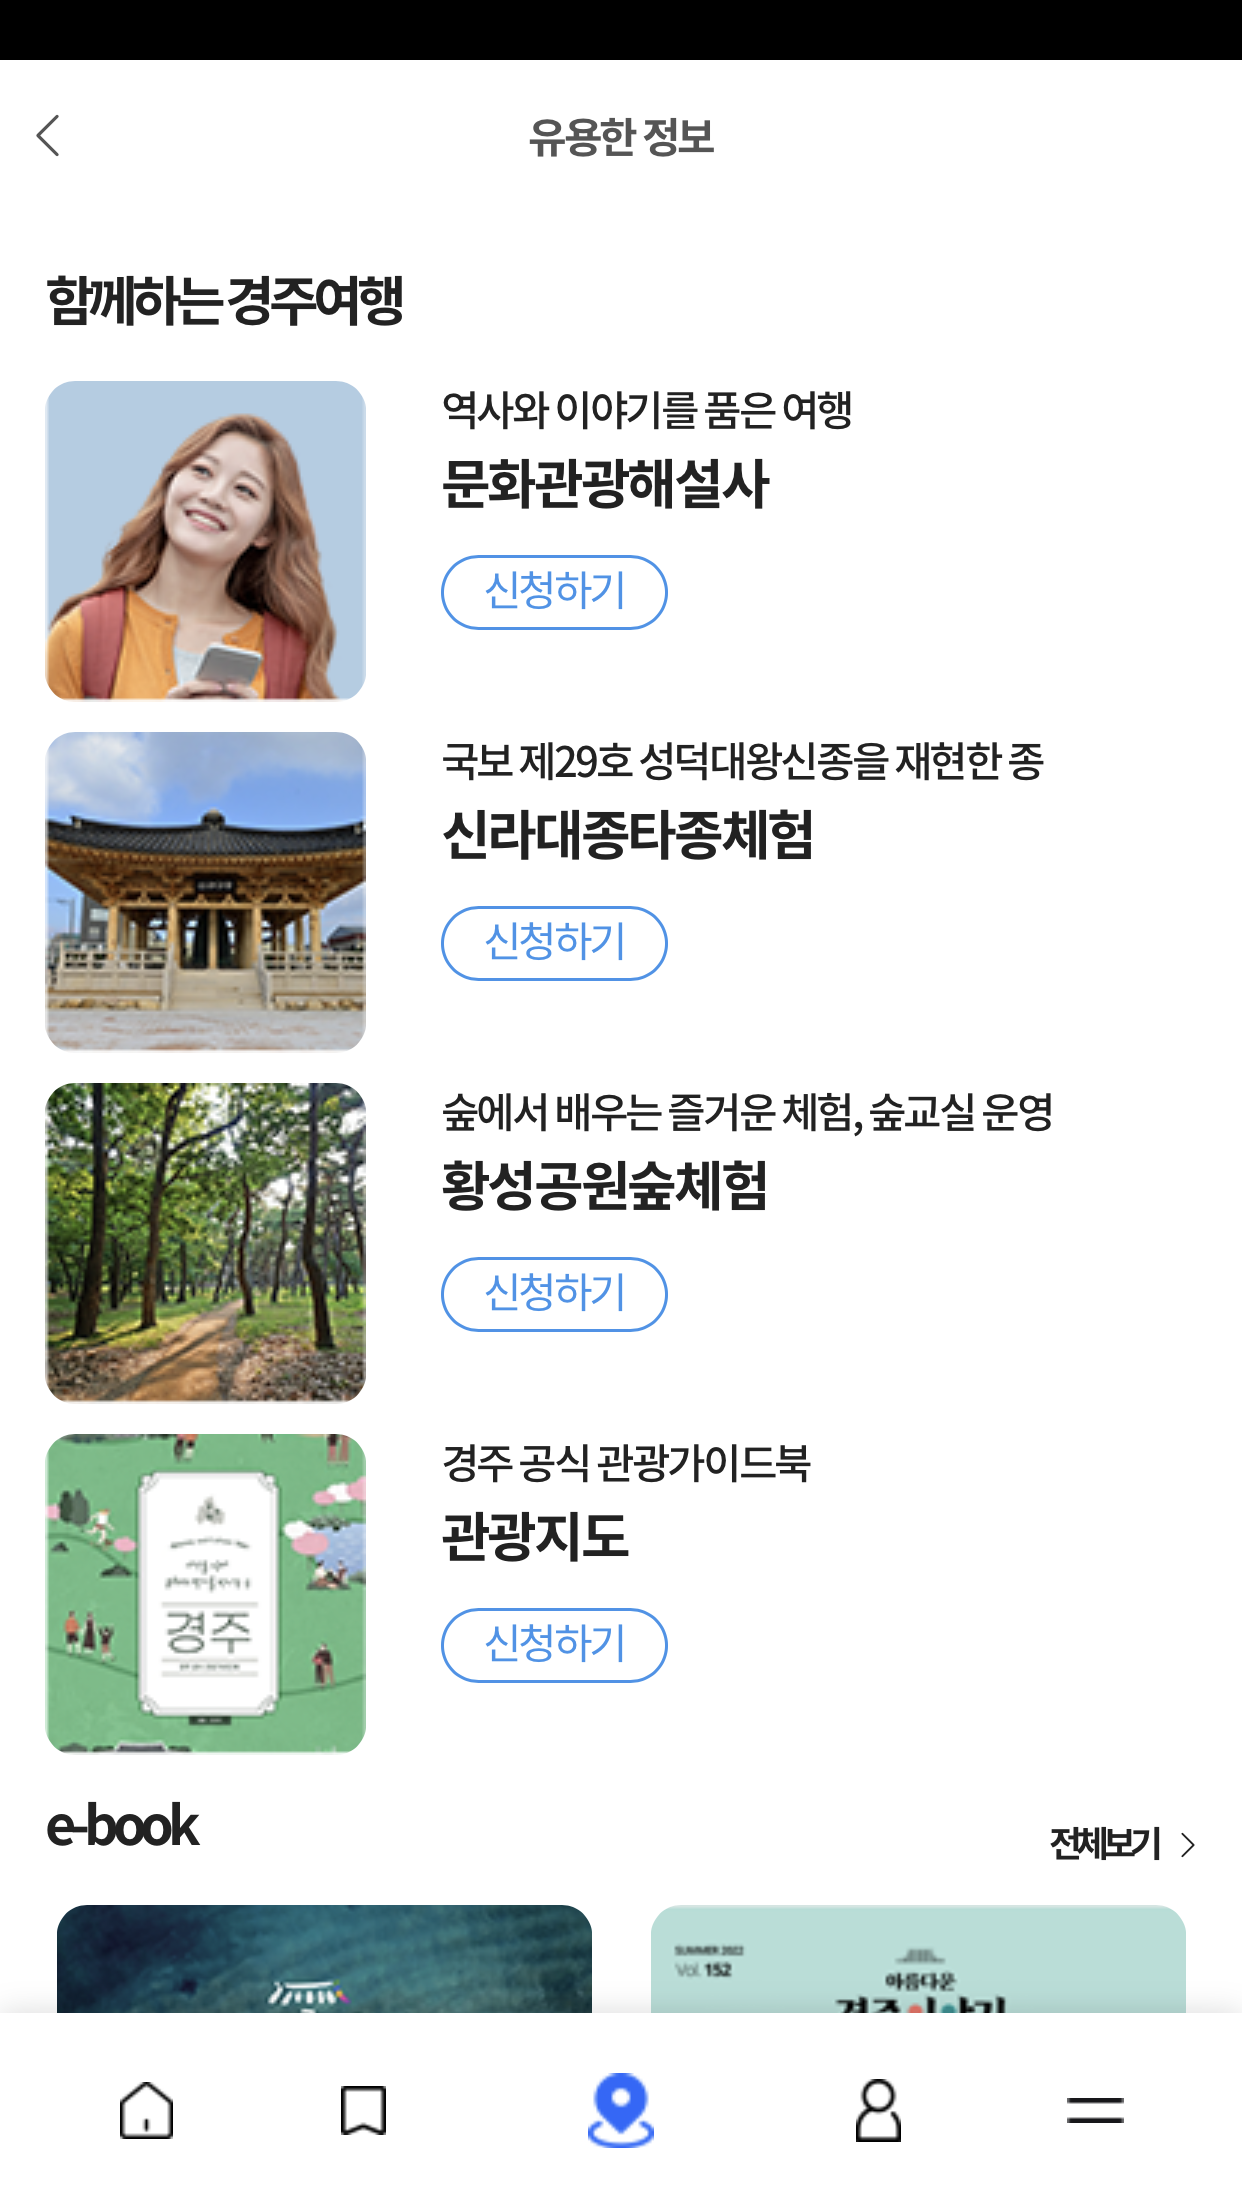 유용한 정보
함께하는 경주여행
역사와 이야기를 품은 여행
문화관광해설사
신청하기
국보 제29호 성덕대왕신종을 재현한 종
신라대종타종체험
신청하기
숲에서 배우는 즐거운 체험, 숲교실 운영
황성공원숲체험
신청하기
경주
경주 공식 관광가이드북
관광지도
신청하기
e-book
전체보기
SUMMER 2022
Vol. 152
아름다운
경주이야기